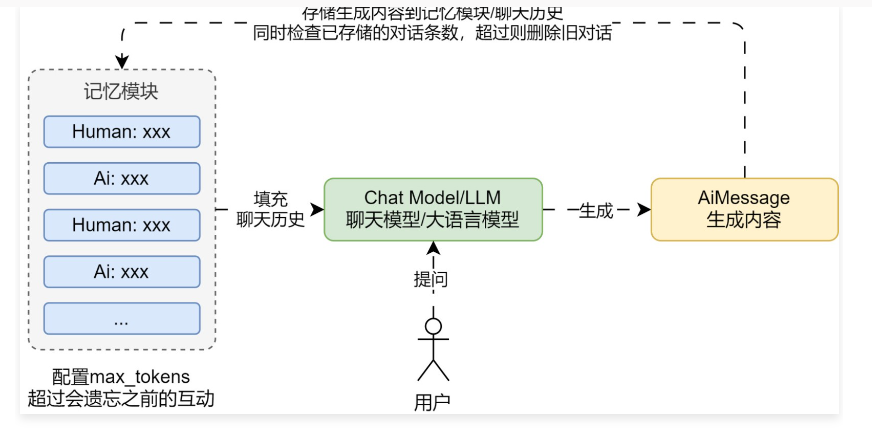 存储生成内容到记忆模块/聊天历史
同时检查已存储的对话条数，超过则删除旧对话
记忆模块
Human: xxx
Ai: xxx
Human: xxx
Ai: xxx
...
填充
聊天历史
Chat Model/LLM
聊天模型/大语言模型
生成
AiMessage
生成内容
提问
用户
配置max_tokens
超过会遗忘之前的互动